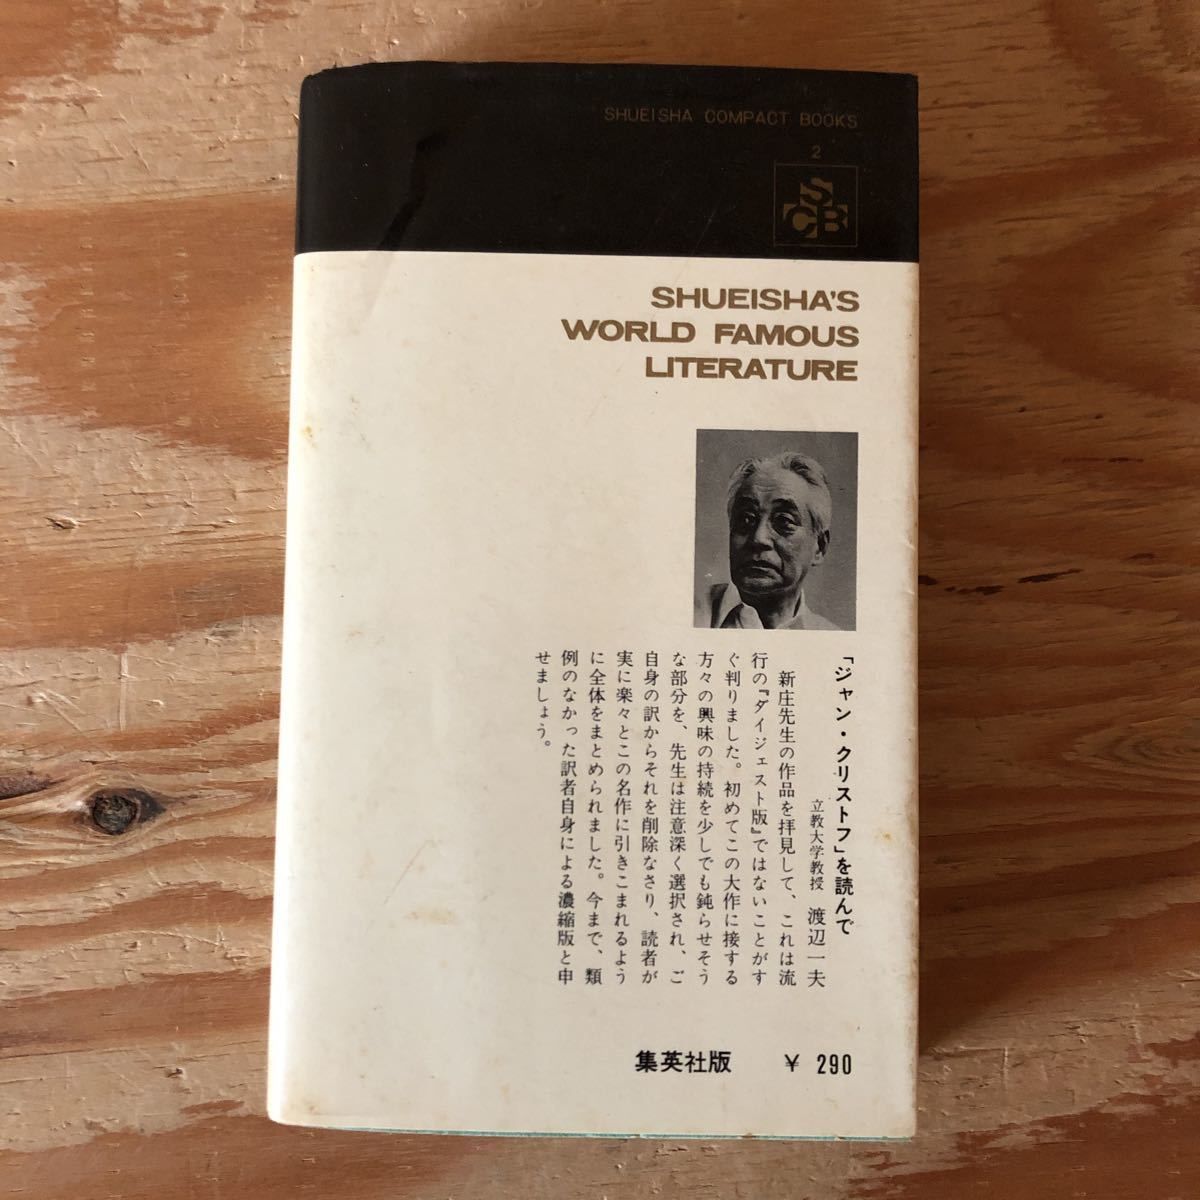 SHUEISHA COMPACT BOOKS
2
S
CB
SHUEISHA'S
WORLD FAMOUS
LITERATURE
「ジャン・クリストフ」を読んで
立教大学教授 渡辺一夫
新庄先生の作品を拝見して、これは流
行の『ダイジェスト版』ではないことがす
ぐ判りました。初めてこの大作に接する
方々の興味の持続を少しでも鈍らせそう
な部分を、先生は注意深く選択され、ご
自身の訳からそれを削除なさり、読者が
実に楽々とこの名作に引きこまれるよう
に全体をまとめられました。今まで、類
例のなかった訳者自身による濃縮版と申
せましょう。
集英社版 ¥ 290